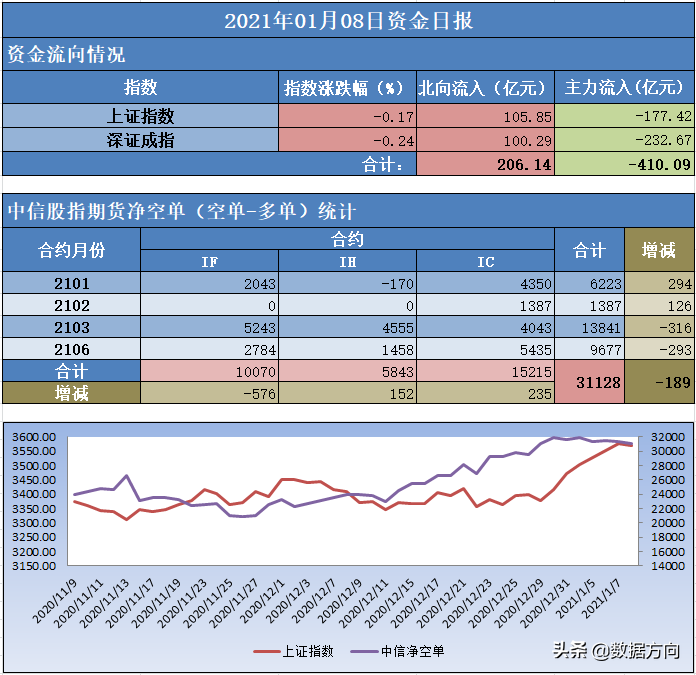 2021年01月08日资金日报
资金流向情况
指数 指数涨跌幅（%） 北向流入（亿元） 主力流入(亿元)
上证指数 -0.17 105.85 -177.42
深证成指 -0.24 100.29 -232.67
合计： 206.14 -410.09
中信股指期货净空单（空单-多单）统计
合约月份 合约 合计 增减
IF IH IC
2101 2043 -170 4350 6223 294
2102 0 0 1387 1387 126
2103 5243 4555 4043 13841 -316
2106 2784 1458 5435 9677 -293
合计 10070 5843 15215 31128 -189
增减 -576 152 235
3600.00 32000
3550.00 30000
3500.00 28000
3450.00 26000
3400.00 24000
3350.00 22000
3300.00 20000
3250.00 18000
3200.00 16000
3150.00 14000
2020/11/9 2020/11/11 2020/11/13 2020/11/17 2020/11/19 2020/11/23 2020/11/25 2020/11/27 2020/12/1 2020/12/3 2020/12/7 2020/12/9 2020/12/11 2020/12/15 2020/12/17 2020/12/21 2020/12/23 2020/12/25 2020/12/29 2020/12/31 2021/1/5 2021/1/7
上证指数 中信净空单
头条 @数据方向